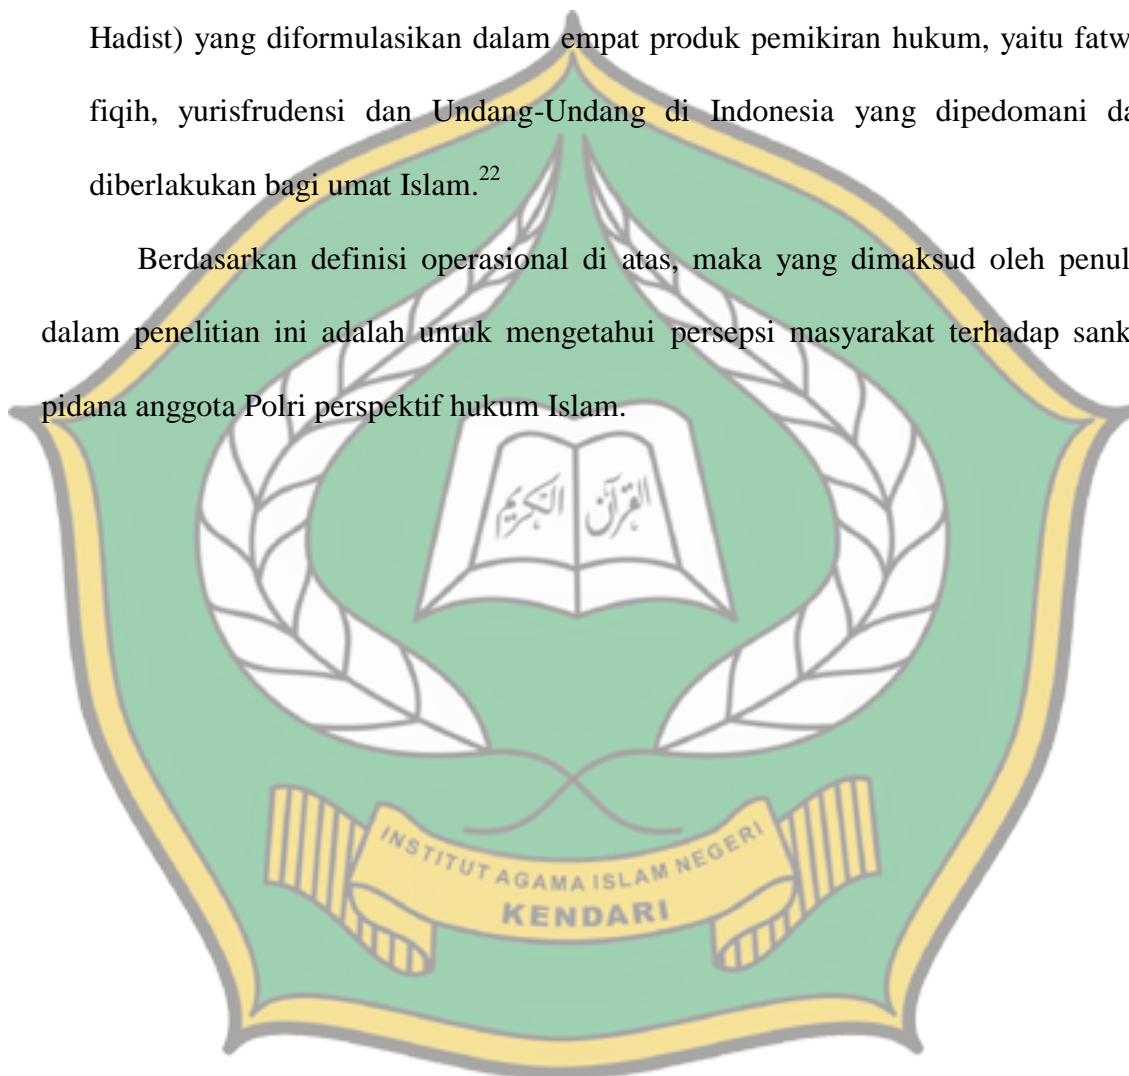 Hadist) yang diformulasikan dalam empat produk pemikiran hukum, yaitu fatw
fiqih, yurisfrudensi dan Undang-Undang di Indonesia yang dipedomani da
diberlakukan bagi umat Islam.22
Berdasarkan definisi operasional di atas, maka yang dimaksud oleh penul
dalam penelitian ini adalah untuk mengetahui persepsi masyarakat terhadap sank
pidana anggota Polri perspektif hukum Islam.
القرآن الكريم
INSTITUT AGAMA ISLAM NEGERI
KENDARI